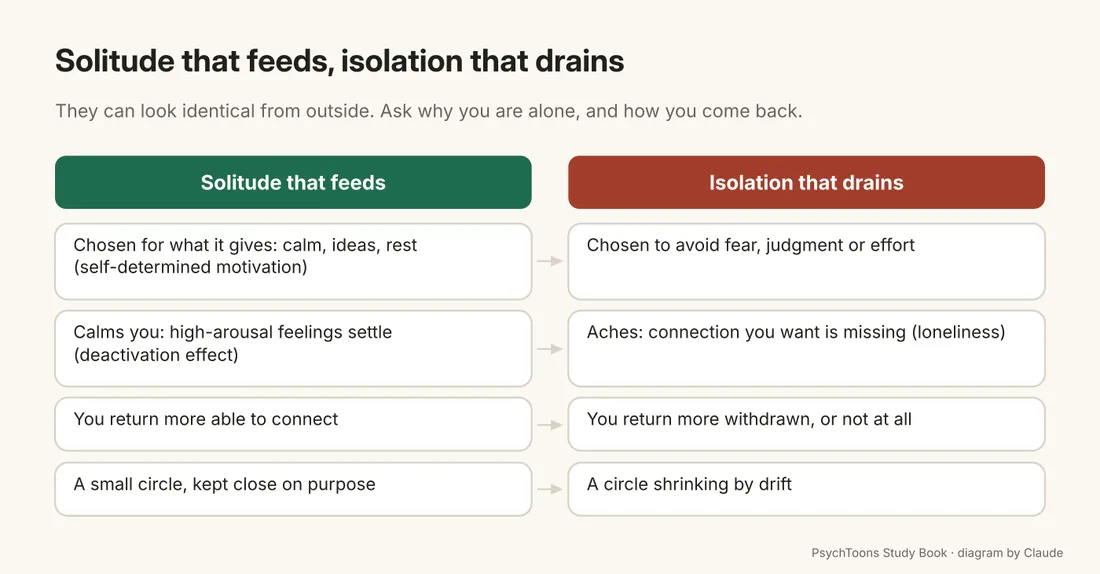 Solitude that feeds, isolation that drains
They can look identical from outside. Ask why you are alone, and how you come back.
Solitude that feeds
Isolation that drains
Chosen for what it gives: calm, ideas, rest
(self-determined motivation)
Chosen to avoid fear, judgment or effort
Calms you: high-arousal feelings settle
(deactivation effect)
Aches: connection you want is missing (loneliness)
You return more able to connect
You return more withdrawn, or not at all
A small circle, kept close on purpose
A circle shrinking by drift
PsychToons Study Book · diagram by Claude